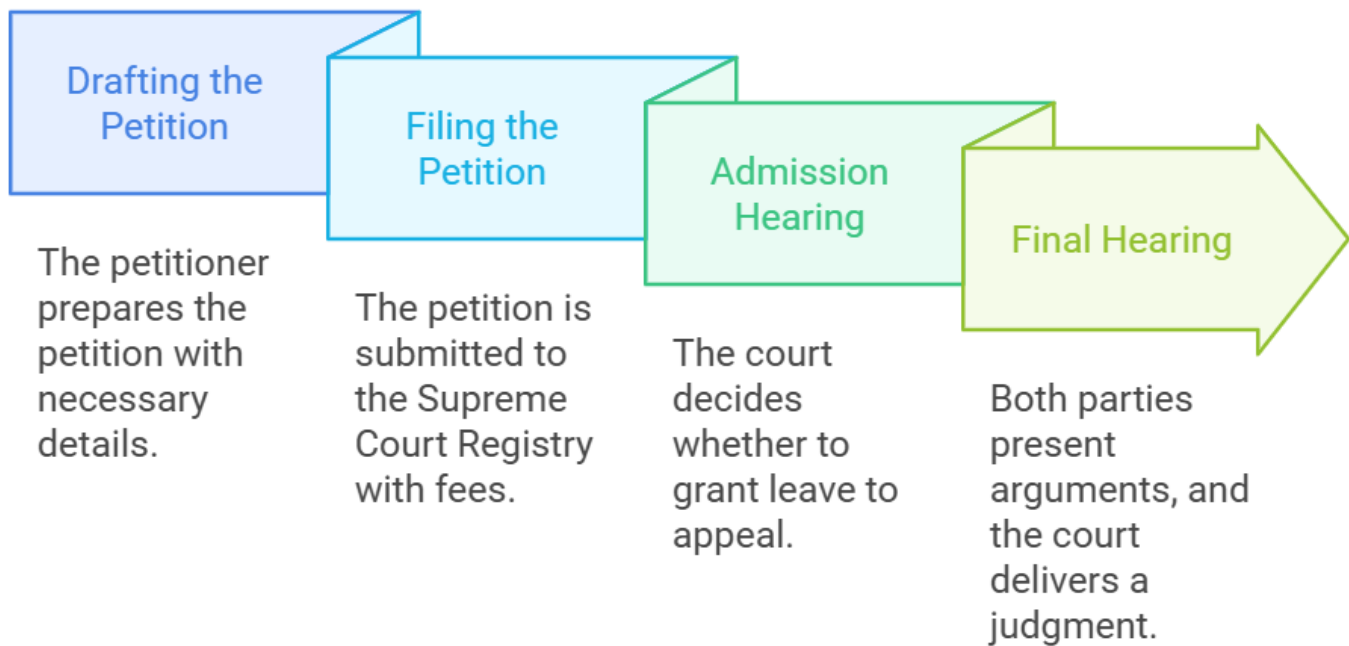 Drafting the
Petition
The petitioner
prepares the
petition with
necessary
details.
Filing the
Petition
The petition is
submitted to
the Supreme
Court Registry
with fees.
Admission
Hearing
The court
decides
whether to
grant leave to
appeal.
Final Hearing
Both parties
present
arguments, and
the court
delivers a
judgment.